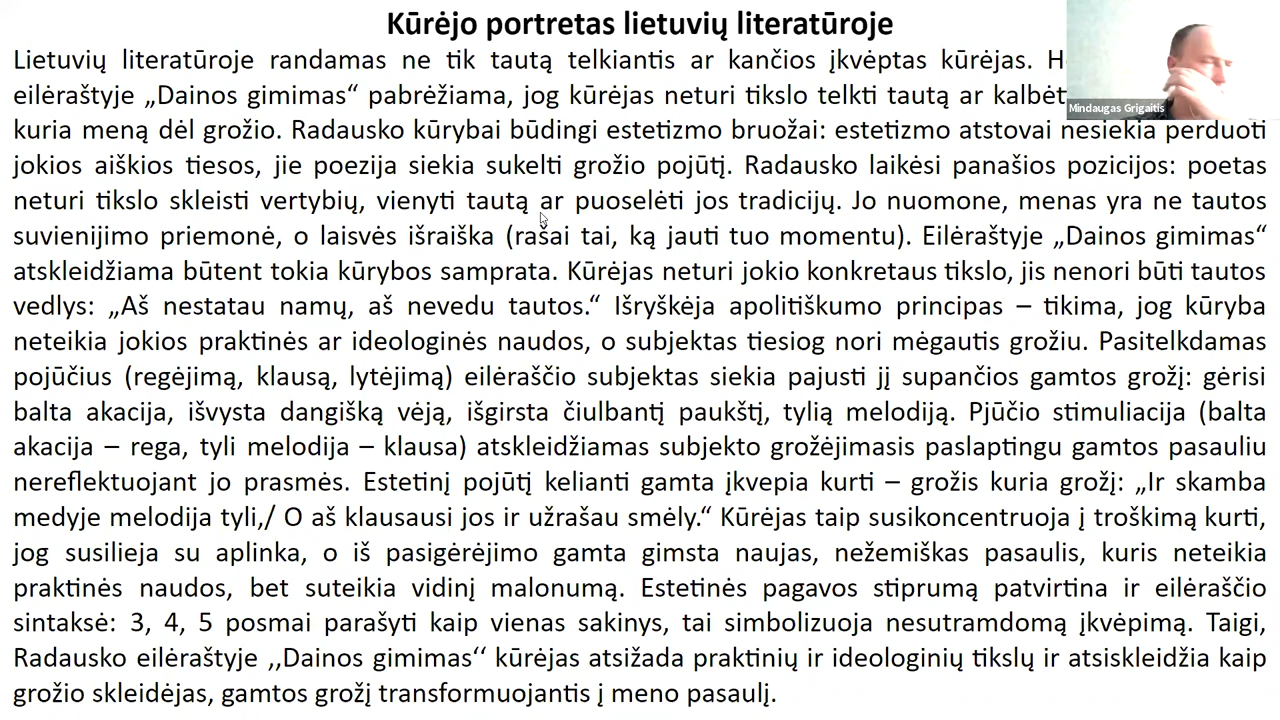 Kūrėjo portretas lietuvių literatūroje
Lietuvių literatūroje randamas ne tik tautą telkiantis ar kančios įkvėptas kūrėjas.
eilėraštyje „Dainos gimimas“ pabrėžiama, jog kūrėjas neturi tikslo telkti tautą ar
Mindaugas Grigaitis
kuria meną dėl grožio. Radausko kūrybai būdingi estetizmo bruožai: estetizmo atstovai nesiekia perduoti
jokios aiškios tiesos, jie poezija siekia sukelti grožio pojūtį. Radausko laikėsi panašios pozicijos: poetas
neturi tikslo skleisti vertybių, vienyti tautą ar puoselėti jos tradicijų. Jo nuomone, menas yra ne tautos
suvienijimo priemonė, o laisvės išraiška (rašai tai, ką jauti tuo momentu). Eilėraštyje „Dainos gimimas“
atskleidžiama būtent tokia kūrybos samprata. Kūrėjas neturi jokio konkretaus tikslo, jis nenori būti tautos
vedlys: „Aš nestatau namų, aš nevedu tautos.“ Išryškėja apolitiškumo principas – tikima, jog kūryba
neteikia jokios praktinės ar ideologinės naudos, o subjektas tiesiog nori mėgautis grožiu. Pasitelkdamas
pojūčius (regėjimą, klausą, lytėjimą) eilėraščio subjektas siekia pajusti jį supančios gamtos grožį: gėrisi
balta akacija, išvysta dangišką vėją, išgirsta čiulbantį paukštį, tylią melodiją. Pjūčio stimuliacija (balta
akacija – rega, tyli melodija – klausa) atskleidžiamas subjekto grožėjimasis paslaptingu gamtos pasauliu
nereflektuojant jo prasmės. Estetinį pojūtį kelianti gamta įkvepia kurti – grožis kuria grožį: „Ir skamba
medyje melodija tyli,/ O aš klausausi jos ir užrašau smėly.“ Kūrėjas taip susikoncentruoja į troškimą kurti,
jog susilieja su aplinka, o iš pasigėrėjimo gamta gimsta naujas, nežemiškas pasaulis, kuris neteikia
praktinės naudos, bet suteikia vidinį malonumą. Estetinės pagavos stiprumą patvirtina ir eilėraščio
sintaksė: 3, 4, 5 posmai parašyti kaip vienas sakinys, tai simbolizuoja nesutramdomą įkvėpimą. Taigi,
Radausko eilėraštyje ,,Dainos gimimas‘‘ kūrėjas atsižada praktinių ir ideologinių tikslų ir atsiskleidžia kaip
grožio skleidėjas, gamtos grožį transformuojantis į meno pasaulį.